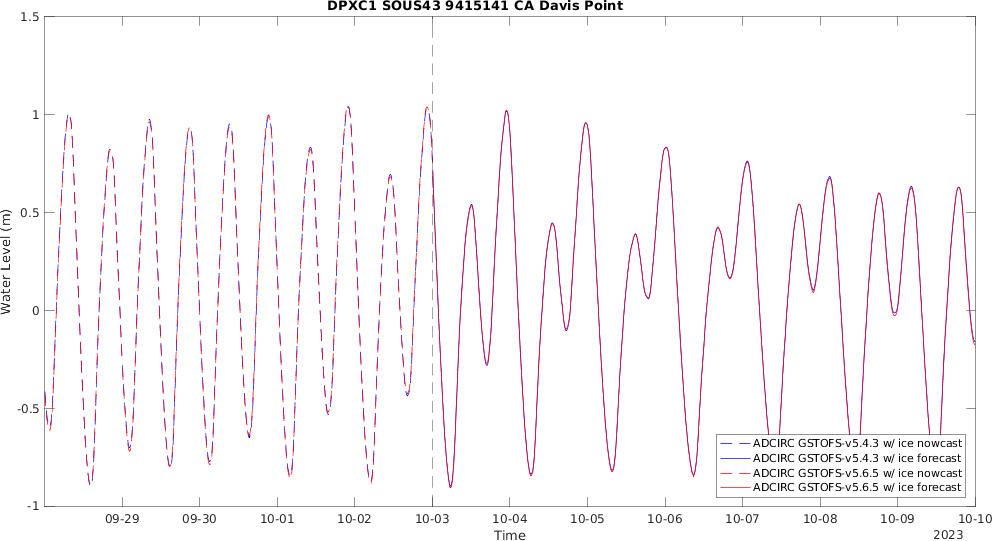 DPXC1 SOUS43 9415141 CA Davis Point
Water Level (m)
1.5
1
0.5
0
-0.5
-1
09-29 09-30 10-01 10-02 10-03 10-04 10-05 10-06 10-07 10-08 10-09 10-10
Time
2023
ADCIRC GSTOFS-v5.4.3 w/ ice nowcast
ADCIRC GSTOFS-v5.4.3 w/ ice forecast
ADCIRC GSTOFS-v5.6.5 w/ ice nowcast
ADCIRC GSTOFS-v5.6.5 w/ ice forecast